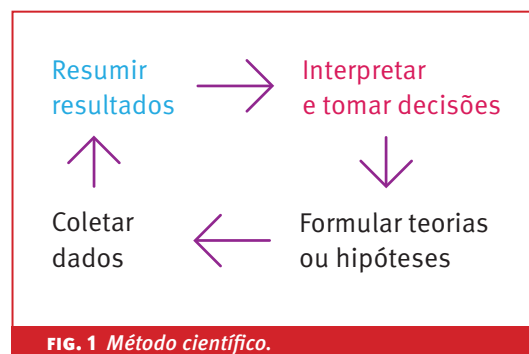 Resumir
resultados
Interpretar
e tomar decisões
Coletar
dados
Formular teorias
ou hipóteses
FIG. 1 Método científico.